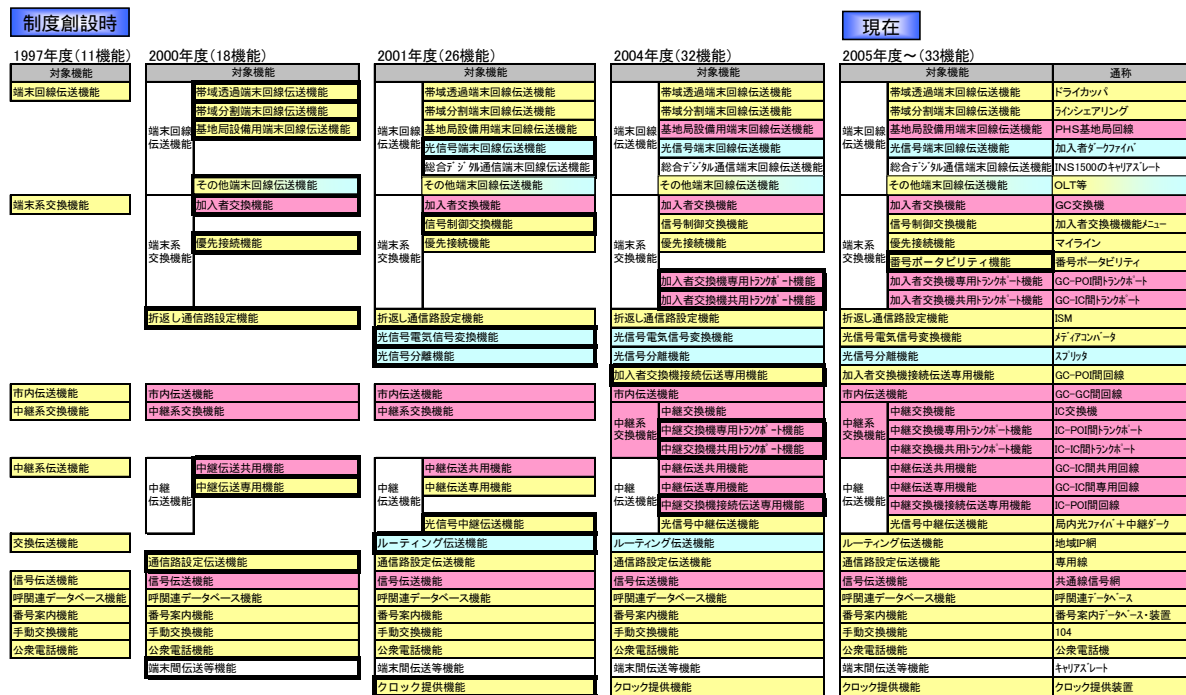 制度創設時
現在
1997年度(11機能)
対象機能
端末回線伝送機能
端末系交換機能
市内伝送機能
中継系交換機能
中継系伝送機能
交換伝送機能
信号伝送機能
呼関連データベース機能
番号案内機能
手動交換機能
公衆電話機能
2000年度(18機能)
対象機能
端末回線
伝送機能
帯域透過端末回線伝送機能
帯域分割端末回線伝送機能
基地局設備用端末回線伝送機能
その他端末回線伝送機能
端末系
交換機能
加入者交換機能
優先接続機能
折返し通信路設定機能
市内伝送機能
中継系交換機能
中継
伝送機能
中継伝送共用機能
中継伝送専用機能
通信路設定伝送機能
信号伝送機能
呼関連データベース機能
番号案内機能
手動交換機能
公衆電話機能
端末間伝送等機能
2001年度(26機能)
対象機能
端末回線
伝送機能
帯域透過端末回線伝送機能
帯域分割端末回線伝送機能
基地局設備用端末回線伝送機能
光信号端末回線伝送機能
総合デジタル通信端末回線伝送機能
その他端末回線伝送機能
端末系
交換機能
加入者交換機能
信号制御交換機能
優先接続機能
折返し通信路設定機能
光信号電気信号変換機能
光信号分離機能
市内伝送機能
中継系交換機能
中継
伝送機能
中継伝送共用機能
中継伝送専用機能
光信号中継伝送機能
ルーティング伝送機能
通信路設定伝送機能
信号伝送機能
呼関連データベース機能
番号案内機能
手動交換機能
公衆電話機能
端末間伝送等機能
クロック提供機能
2004年度(32機能)
対象機能
端末回線
伝送機能
帯域透過端末回線伝送機能
帯域分割端末回線伝送機能
基地局設備用端末回線伝送機能
光信号端末回線伝送機能
総合デジタル通信端末回線伝送機能
その他端末回線伝送機能
端末系
交換機能
加入者交換機能
信号制御交換機能
優先接続機能
加入者交換機専用トランクポート機能
加入者交換機共用トランクポート機能
折返し通信路設定機能
光信号電気信号変換機能
光信号分離機能
加入者交換機接続伝送専用機能
市内伝送機能
中継系
交換機能
中継交換機能
中継交換機専用トランクポート機能
中継交換機共用トランクポート機能
中継
伝送機能
中継伝送共用機能
中継伝送専用機能
中継交換機接続伝送専用機能
光信号中継伝送機能
ルーティング伝送機能
通信路設定伝送機能
信号伝送機能
呼関連データベース機能
番号案内機能
手動交換機能
公衆電話機能
端末間伝送等機能
クロック提供機能
2005年度～(33機能)
対象機能 通称
端末回線
伝送機能
帯域透過端末回線伝送機能 ドライカッパ
帯域分割端末回線伝送機能 ラインシェアリング
基地局設備用端末回線伝送機能 PHS基地局回線
光信号端末回線伝送機能 加入者ダークファイバ
総合デジタル通信端末回線伝送機能 INS1500のキャリアズレート
その他端末回線伝送機能 OLT等
端末系
交換機能
加入者交換機能 GC交換機
信号制御交換機能 加入者交換機機能メニュー
優先接続機能 マイライン
番号ポータビリティ機能 番号ポータビリティ
加入者交換機専用トランクポート機能 GC-POI間トランクポート
加入者交換機共用トランクポート機能 GC-IC間トランクポート
折返し通信路設定機能 ISM
光信号電気信号変換機能 メディアコンバータ
光信号分離機能 スプリッタ
加入者交換機接続伝送専用機能 GC-POI間回線
市内伝送機能 GC-GC間回線
中継系
交換機能
中継交換機能 IC交換機
中継交換機専用トランクポート機能 IC-POI間トランクポート
中継交換機共用トランクポート機能 IC-IC間トランクポート
中継
伝送機能
中継伝送共用機能 GC-IC間共用回線
中継伝送専用機能 GC-IC間専用回線
中継交換機接続伝送専用機能 IC-POI間回線
光信号中継伝送機能 局内光ファイバ+中継ダーク
ルーティング伝送機能 地域IP網
通信路設定伝送機能 専用線
信号伝送機能 共通線信号網
呼関連データベース機能 呼関連データベース
番号案内機能 番号案内データベース・装置
手動交換機能 104
公衆電話機能 公衆電話機
端末間伝送等機能 キャリアズレート
クロック提供機能 クロック提供装置